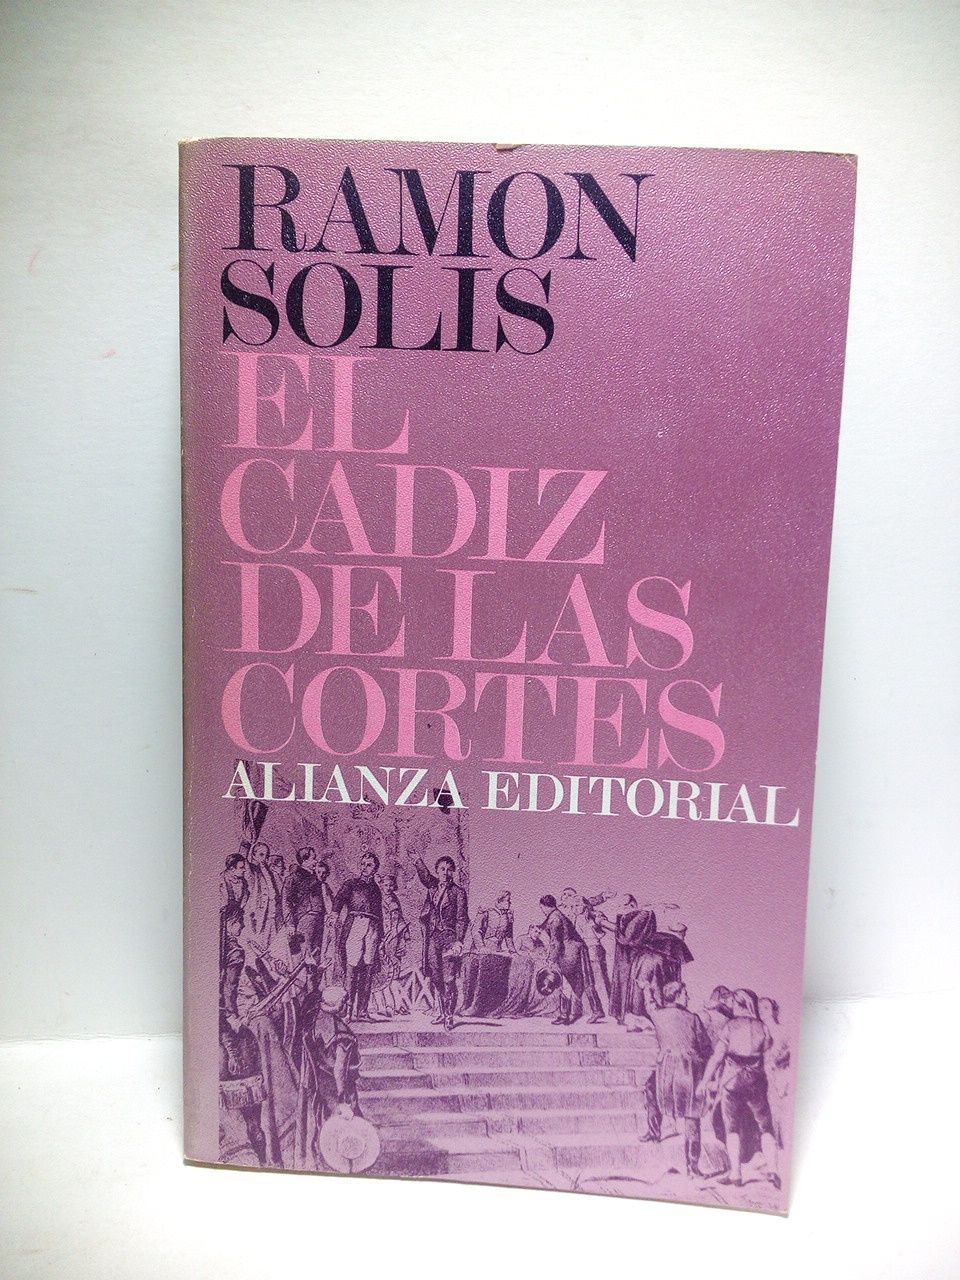 RAMON
SOLIS
EL
CADIZ
DE LAS
CORTES
ALIANZA EDITORIAL